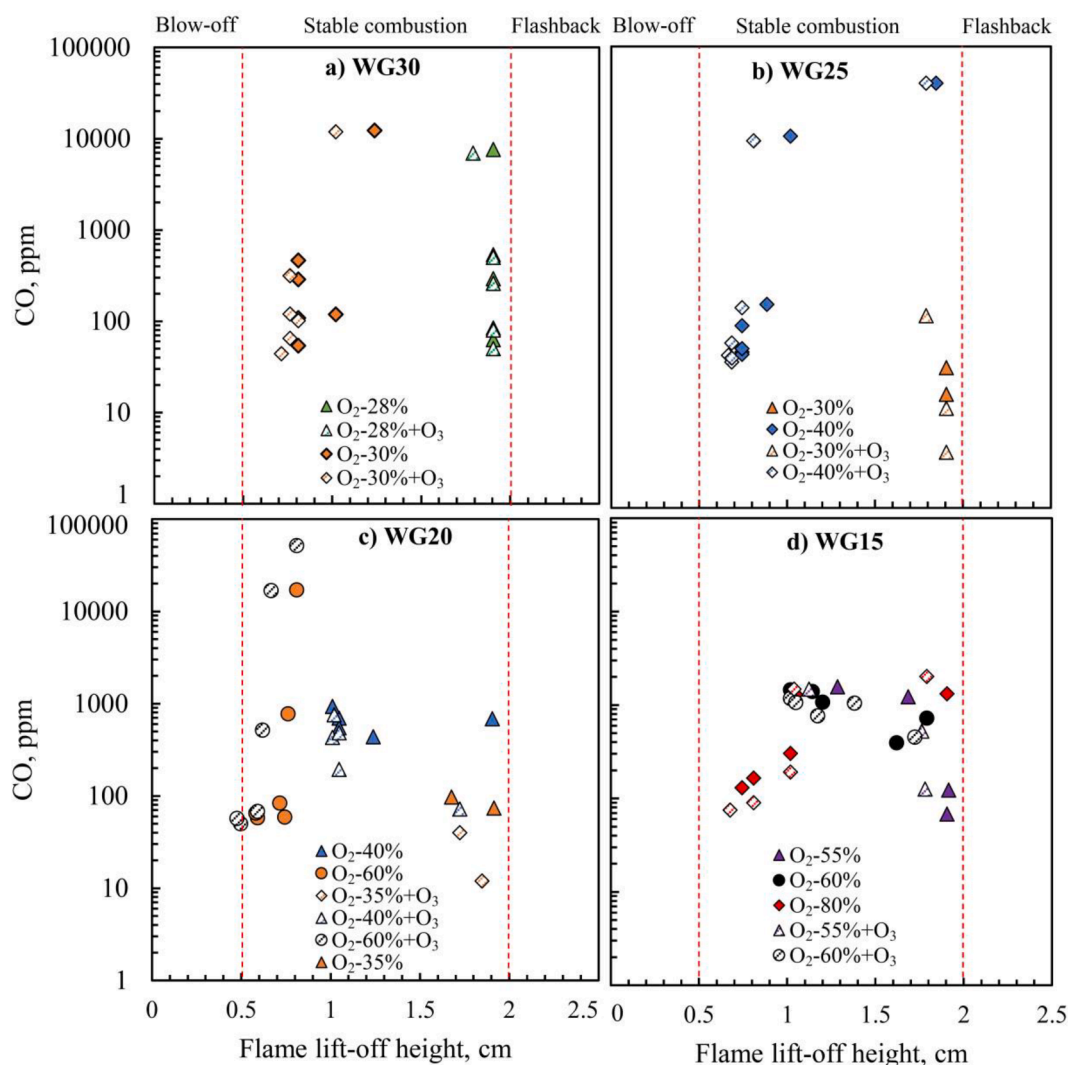 Blow-off Stable combustion Flashback Blow-off Stable combustion Flashback
a) WG30
b) WG25
100000
10000
1000
100
10
1
CO, ppm
O₂-28%
O₂-28%+O₃
O₂-30%
O₂-30%+O₃
O₂-30%
O₂-40%
O₂-30%+O₃
O₂-40%+O₃
c) WG20
d) WG15
100000
10000
1000
100
10
1
CO, ppm
O₂-40%
O₂-60%
O₂-35%+O₃
O₂-40%+O₃
O₂-60%+O₃
O₂-35%
O₂-55%
O₂-60%
O₂-80%
O₂-55%+O₃
O₂-60%+O₃
0 0.5 1 1.5 2 2.5 0 0.5 1 1.5 2 2.5
Flame lift-off height, cm Flame lift-off height, cm